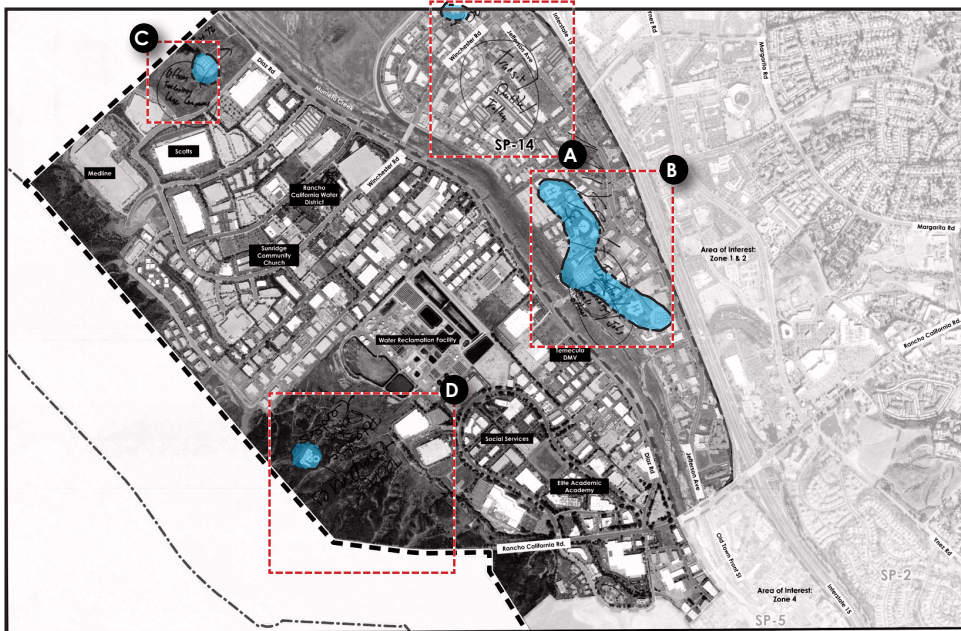 C
Diaz Rd
Winchester Rd
Jefferson Ave
Interstate 15
Ynez Rd
Margarita Rd
Murrieta Creek
transit
SP-14
A
B
Scotts
Medline
Winchester Rd
Rancho
California Water
District
Sunridge
Community
Church
Area of Interest:
Zone 1 & 2
Margarita Rd
Rancho California Rd.
Water Reclamation Facility
Temecula
DMV
D
Social Services
Diaz Rd
Jefferson Ave
Elite Academic
Academy
Rancho California Rd.
Old Town Front St
Ynez Rd
Interstate 15
SP-2
Area of Interest:
Zone 4
SP-5